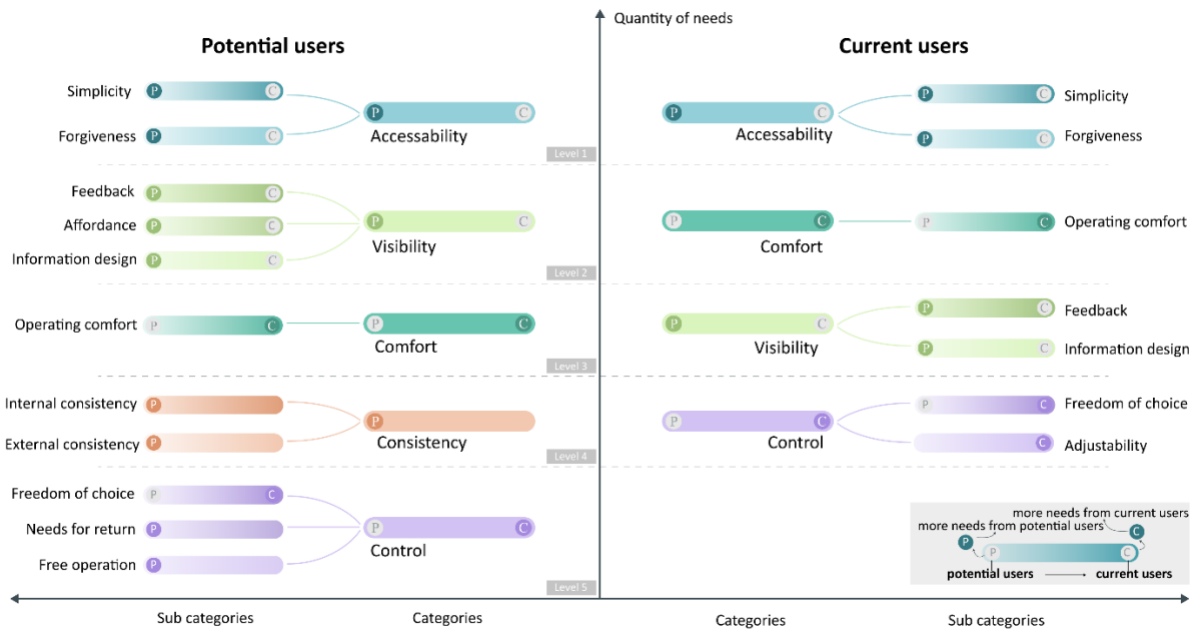 Quantity of needs
Potential users
Simplicity
P C
Forgiveness
P C
P C
Accessability
Level 1
Feedback
P C
Affordance
P C
Information design
P C
P C
Visibility
Level 2
Operating comfort
P C
P C
Comfort
Level 3
Internal consistency
P
External consistency
P
P
Consistency
Level 4
Freedom of choice
P C
Needs for return
P
Free operation
P
P C
Control
Level 5
Sub categories
Categories
Current users
P C
Accessability
P C
Simplicity
P C
Forgiveness
P C
Comfort
P C
Operating comfort
P C
Visibility
P C
Feedback
P C
Information design
P C
Control
P C
Freedom of choice
C
Adjustability
more needs from current users
more needs from potential users
P C
P C
potential users
current users
Categories
Sub categories